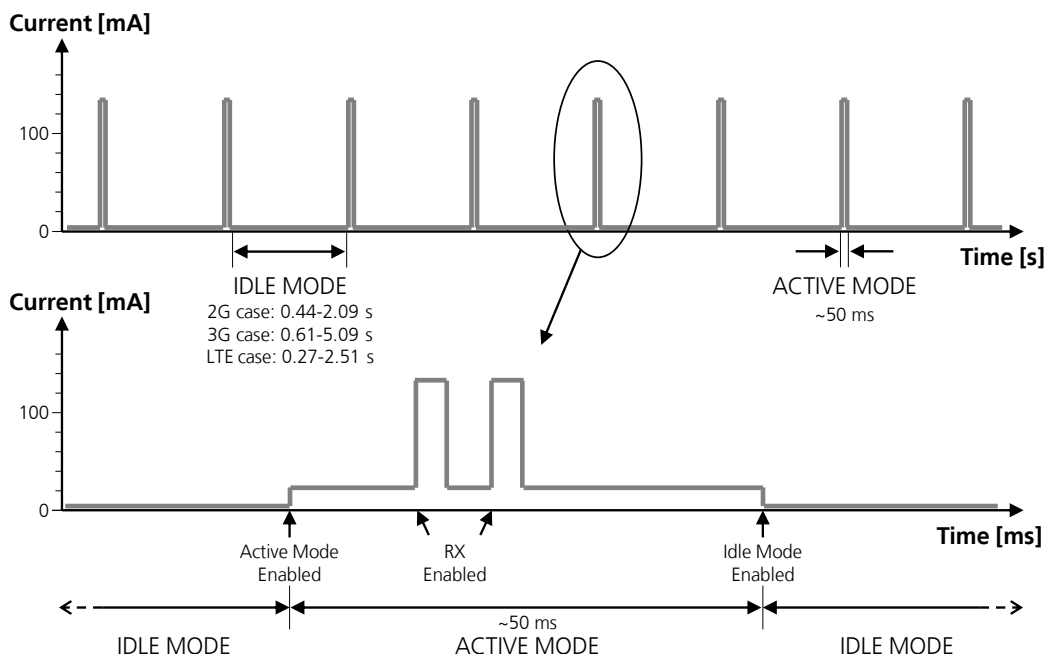 Current [mA]
100
0
Time [s]
IDLE MODE
2G case: 0.44-2.09 s
3G case: 0.61-5.09 s
LTE case: 0.27-2.51 s
ACTIVE MODE
~50 ms
Current [mA]
100
0
Time [ms]
Active Mode
Enabled
RX
Enabled
Idle Mode
Enabled
~50 ms
IDLE MODE
ACTIVE MODE
IDLE MODE